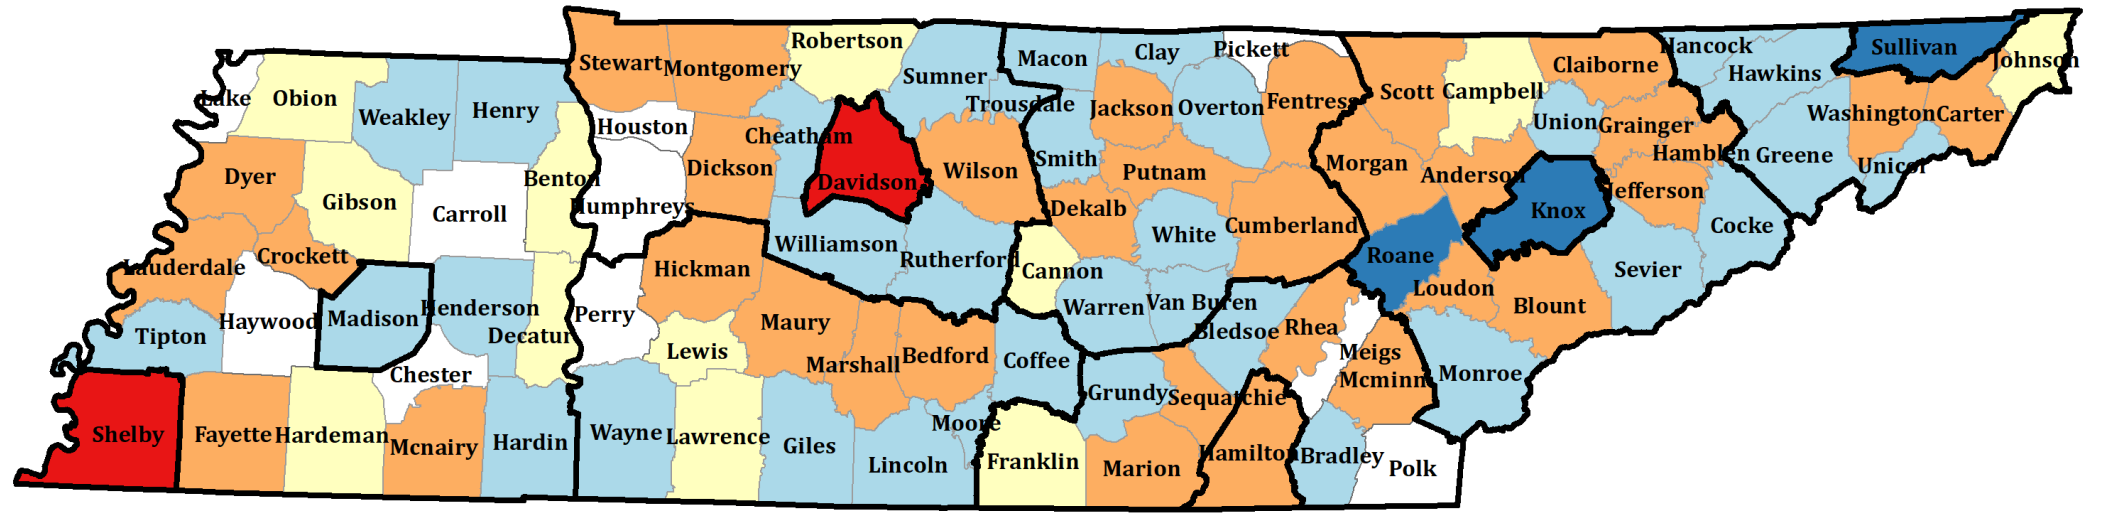 Lake
Obion
Weakley
Henry
Stewart
Montgomery
Robertson
Sumner
Macon
Clay
Pickett
Trousdale
Jackson
Overton
Fentress
Scott
Campbell
Claiborne
Hancock
Hawkins
Sullivan
Johnson
Houston
Cheatham
Union
Grainger
Washington
Carter
Dyer
Gibson
Carroll
Benton
Humphreys
Dickson
Davidson
Wilson
Smith
Putnam
Morgan
Anderson
Hamblen
Greene
Unicoi
Jefferson
Dekalb
White
Cumberland
Knox
Cocke
Lauderdale
Crockett
Williamson
Rutherford
Cannon
Roane
Sevier
Hickman
Tipton
Haywood
Madison
Henderson
Decatur
Perry
Maury
Warren
Van Buren
Bledsoe
Rhea
Loudon
Blount
Chester
Lewis
Marshall
Bedford
Coffee
Grundy
Sequatchie
Meigs
Mcminn
Monroe
Shelby
Fayette
Hardeman
Mcnairy
Hardin
Wayne
Lawrence
Giles
Moore
Lincoln
Franklin
Marion
Hamilton
Bradley
Polk